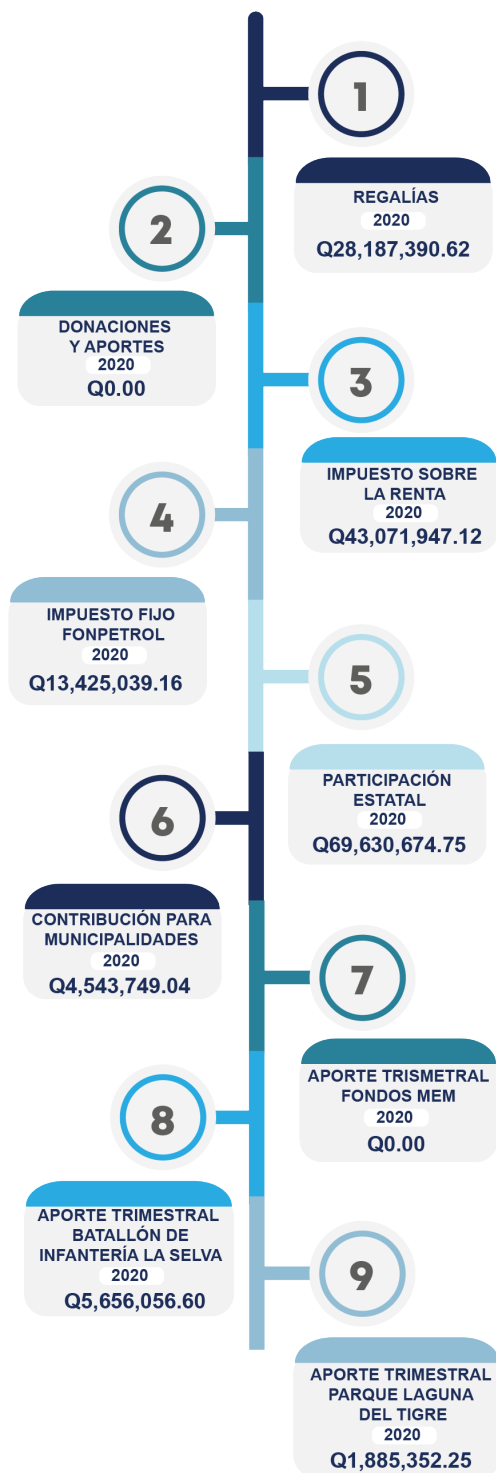 1
REGALÍAS
2020
Q28,187,390.62
2
DONACIONES
Y APORTES
2020
Q0.00
3
IMPUESTO SOBRE
LA RENTA
2020
Q43,071,947.12
4
IMPUESTO FIJO
FONPETROL
2020
Q13,425,039.16
5
PARTICIPACIÓN
ESTATAL
2020
Q69,630,674.75
6
CONTRIBUCIÓN PARA
MUNICIPALIDADES
2020
Q4,543,749.04
7
APORTE TRISMETRAL
FONDOS MEM
2020
Q0.00
8
APORTE TRIMESTRAL
BATALLÓN DE
INFANTERÍA LA SELVA
2020
Q5,656,056.60
9
APORTE TRIMESTRAL
PARQUE LAGUNA
DEL TIGRE
2020
Q1,885,352.25